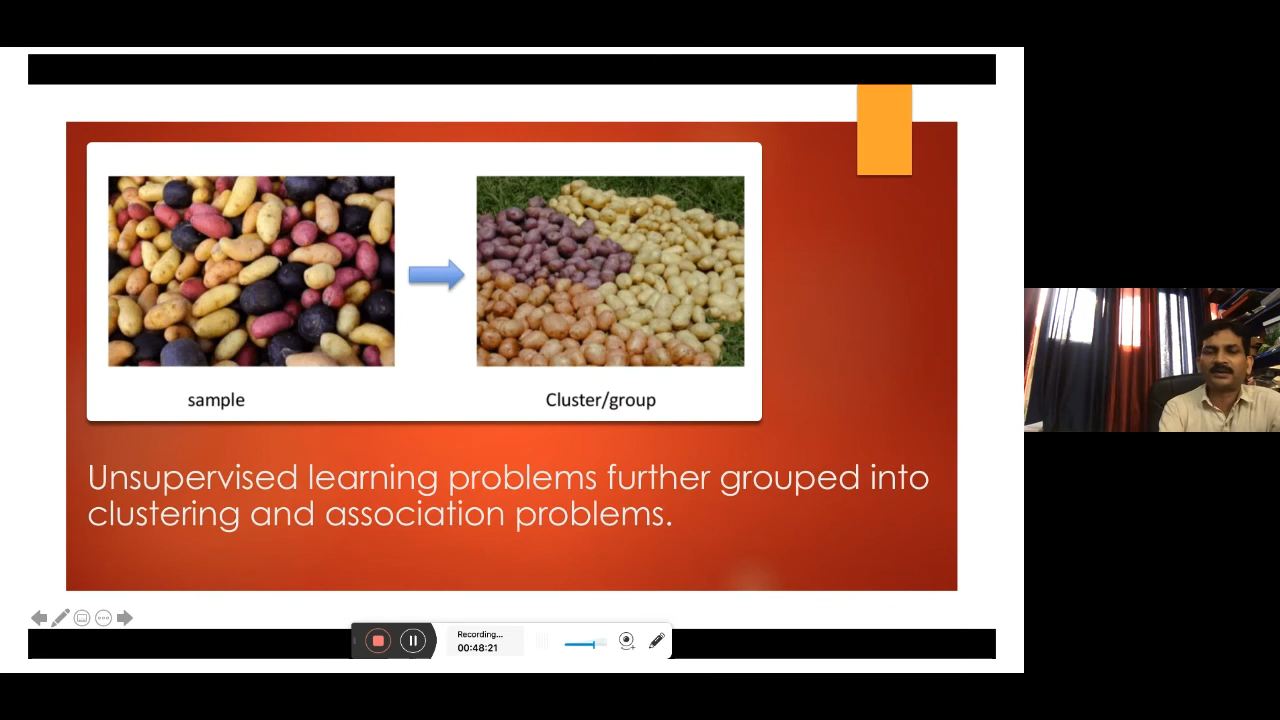 sample
Cluster/group
Unsupervised learning problems further grouped into
clustering and association problems.
Recording...
00:48:21